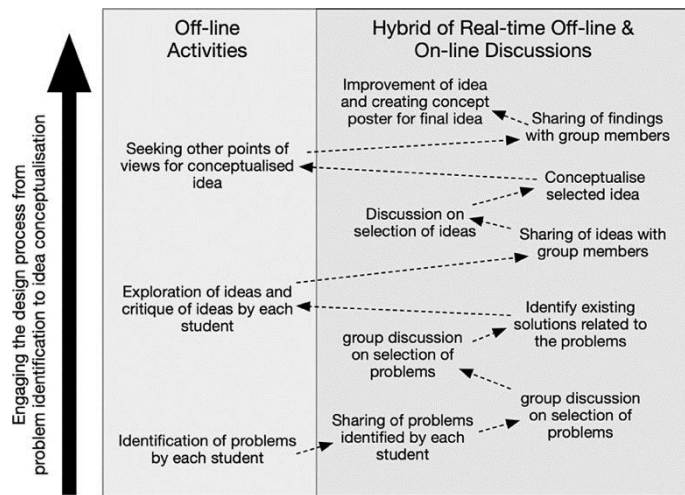 Engaging the design process from
problem identification to idea conceptualisation
Off-line
Activities
Hybrid of Real-time Off-line &
On-line Discussions
Improvement of idea
and creating concept
poster for final idea
Sharing of findings
with group members
Seeking other points of
views for conceptualised
idea
Conceptualise
selected idea
Discussion on
selection of ideas
Sharing of ideas with
group members
Exploration of ideas and
critique of ideas by each
student
Identify existing
solutions related to
the problems
group discussion
on selection of
problems
group discussion
on selection of
problems
Sharing of problems
identified by each
student
Identification of problems
by each student